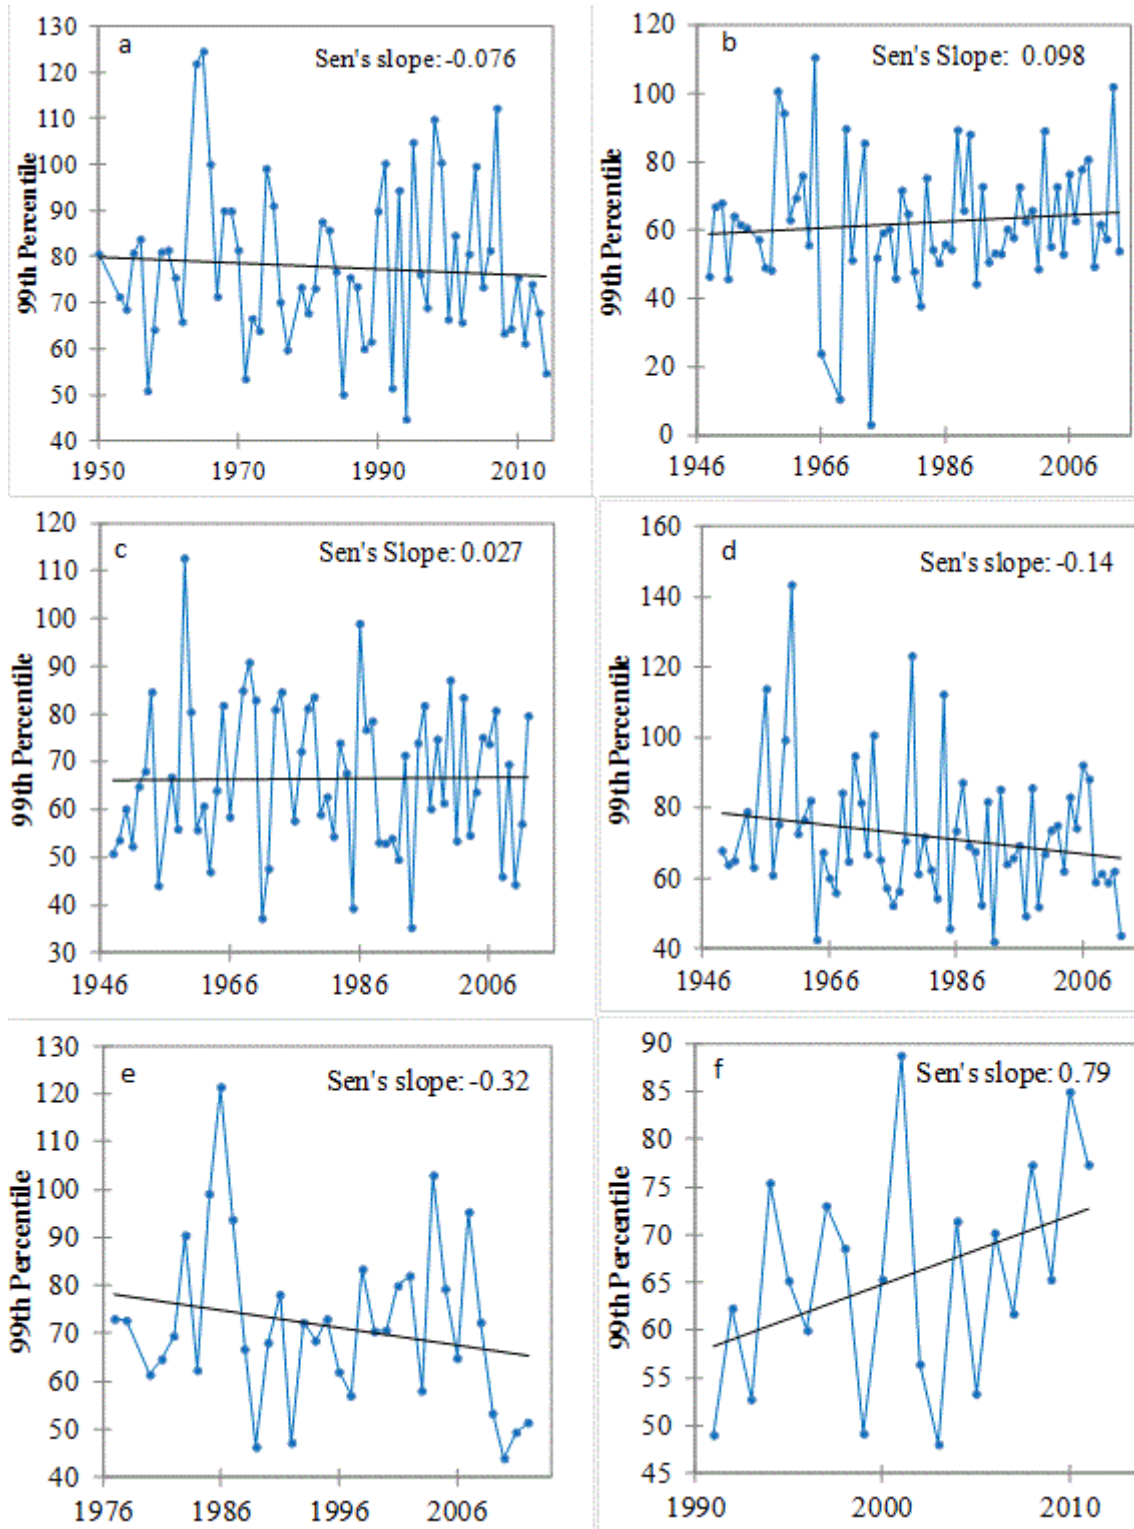 a
Sen's slope: -0.076
99th Percentile
130
120
110
100
90
80
70
60
50
40
1950 1970 1990 2010
b
Sen's Slope: 0.098
99th Percentile
120
100
80
60
40
20
0
1946 1966 1986 2006
c
Sen's Slope: 0.027
99th Percentile
120
110
100
90
80
70
60
50
40
30
1946 1966 1986 2006
d
Sen's slope: -0.14
99th Percentile
160
140
120
100
80
60
40
1946 1966 1986 2006
e
Sen's slope: -0.32
99th Percentile
130
120
110
100
90
80
70
60
50
40
1976 1986 1996 2006
f
Sen's slope: 0.79
99th Percentile
90
85
80
75
70
65
60
55
50
45
1990 2000 2010